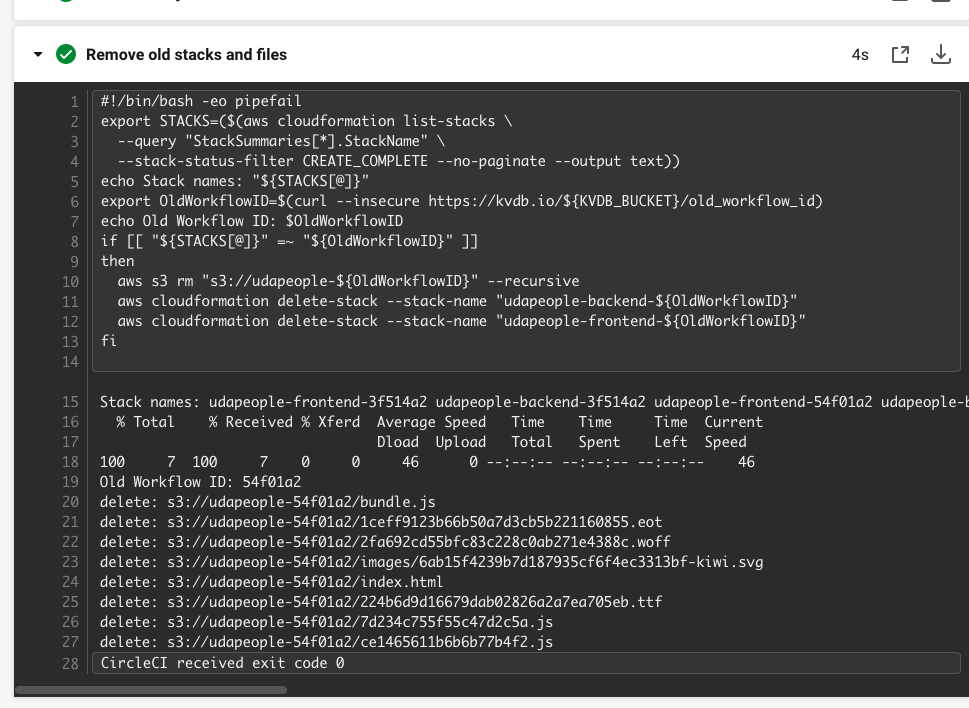 Remove old stacks and files
4s
1 #!/bin/bash -eo pipefail
2 export STACKS=($(aws cloudformation list-stacks \
3   --query "StackSummaries[*].StackName" \
4   --stack-status-filter CREATE_COMPLETE --no-paginate --output text))
5 echo Stack names: "${STACKS[@]}"
6 export OldWorkflowID=$(curl --insecure https://kvdb.io/${KVDB_BUCKET}/old_workflow_id)
7 echo Old Workflow ID: $OldWorkflowID
8 if [[ "${STACKS[@]}" =~ "${OldWorkflowID}" ]]
9 then
10   aws s3 rm "s3://udapeople-${OldWorkflowID}" --recursive
11   aws cloudformation delete-stack --stack-name "udapeople-backend-${OldWorkflowID}"
12   aws cloudformation delete-stack --stack-name "udapeople-frontend-${OldWorkflowID}"
13 fi
14
15 Stack names: udapeople-frontend-3f514a2 udapeople-backend-3f514a2 udapeople-frontend-54f01a2 udapeople-b
16   % Total    % Received % Xferd  Average Speed   Time    Time     Time  Current
17                                  Dload  Upload   Total   Spent    Left  Speed
18 100     7  100     7    0     0     46      0 --:--:-- --:--:-- --:--:--    46
19 Old Workflow ID: 54f01a2
20 delete: s3://udapeople-54f01a2/bundle.js
21 delete: s3://udapeople-54f01a2/1ceff9123b66b50a7d3cb5b221160855.eot
22 delete: s3://udapeople-54f01a2/2fa692cd55bfc83c228c0ab271e4388c.woff
23 delete: s3://udapeople-54f01a2/images/6ab15f4239b7d187935cf6f4ec3313bf-kiwi.svg
24 delete: s3://udapeople-54f01a2/index.html
25 delete: s3://udapeople-54f01a2/224b6d9d16679dab02826a2a7ea705eb.ttf
26 delete: s3://udapeople-54f01a2/7d234c755f55c47d2c5a.js
27 delete: s3://udapeople-54f01a2/ce1465611b6b6b77b4f2.js
28 CircleCI received exit code 0